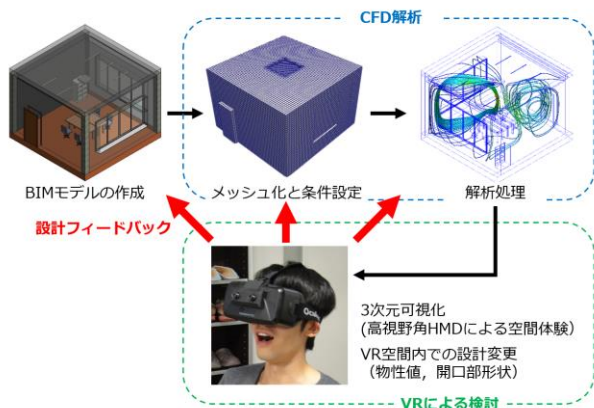 CFD解析
BIMモデルの作成
メッシュ化と条件設定
解析処理
設計フィードバック
3次元可視化
(高視野角HMDによる空間体験)
VR空間内での設計変更
（物性値，開口部形状）
VRによる検討